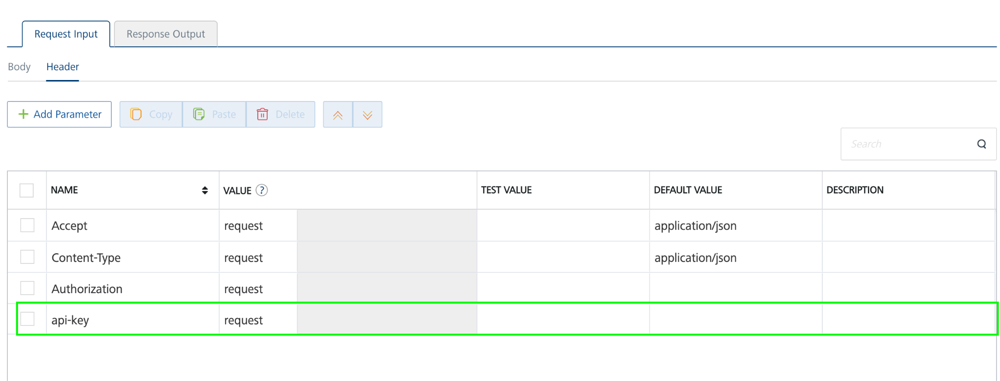 Request Input Response Output
Body Header
Add Parameter Copy Paste Delete
Search
NAME VALUE ? TEST VALUE DEFAULT VALUE DESCRIPTION
Accept request application/json
Content-Type request application/json
Authorization request
api-key request